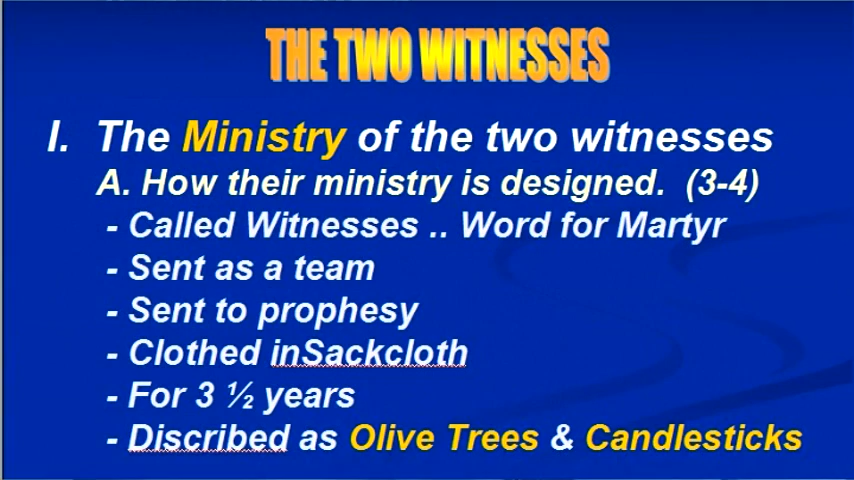 THE TWO WITNESSES
I. The Ministry of the two witnesses
A. How their ministry is designed. (3-4)
- Called Witnesses .. Word for Martyr
- Sent as a team
- Sent to prophesy
- Clothed inSackcloth
- For 3 ½ years
- Discribed as Olive Trees & Candlesticks